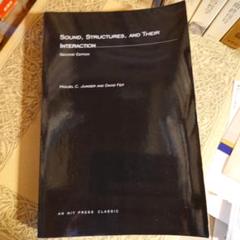 Sound, Structures, and Their
Interaction
Second Edition
Miguel C. Junger and David Feit
AN MIT PRESS CLASSIC